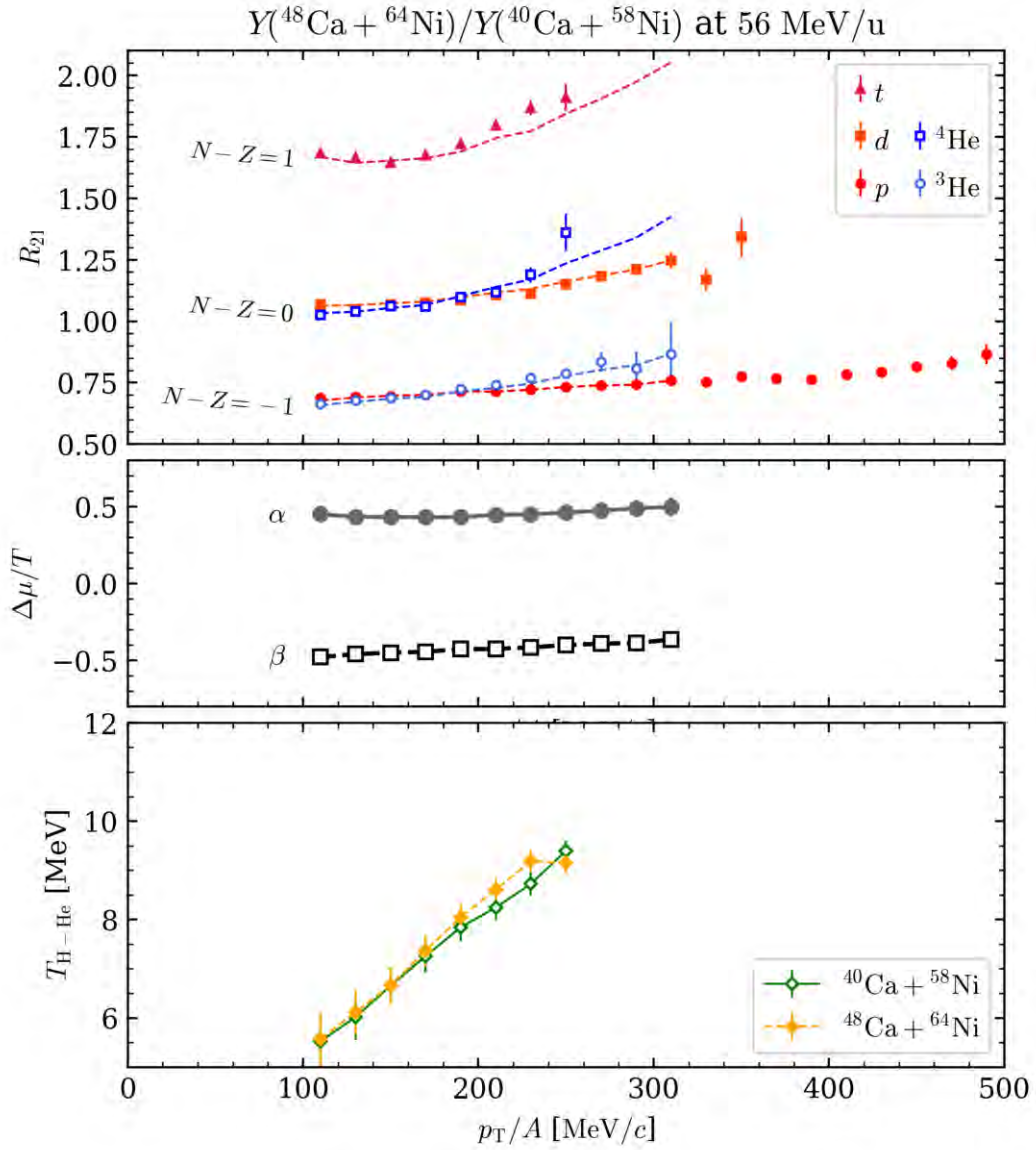 Y(⁴⁸Ca + ⁶⁴Ni)/Y(⁴⁰Ca + ⁵⁸Ni) at 56 MeV/u
2.00
1.75
1.50
1.25
1.00
0.75
0.50
R₂₁
N − Z = 1
N − Z = 0
N − Z = −1
t
d ⁴He
p ³He
0.5
0.0
−0.5
Δμ/T
α
β
12
10
8
6
T_H−He [MeV]
⁴⁰Ca + ⁵⁸Ni
⁴⁸Ca + ⁶⁴Ni
0 100 200 300 400 500
p_T/A [MeV/c]